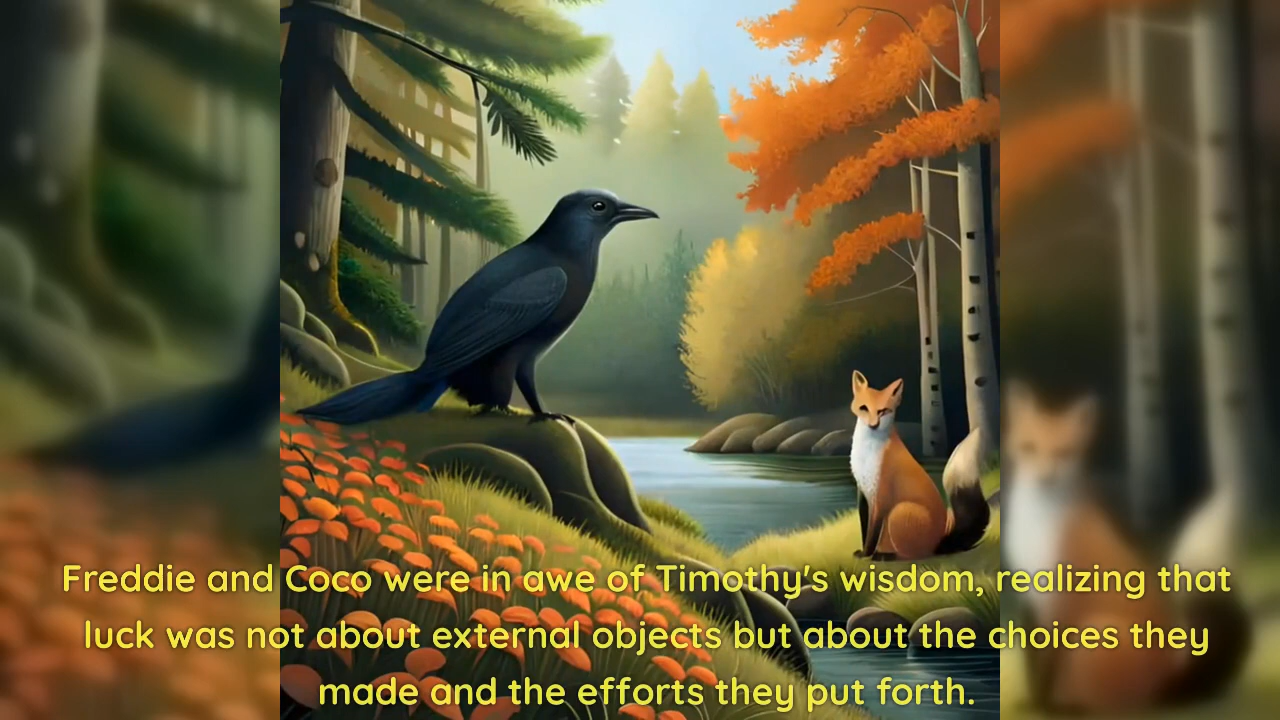 Freddie and Coco were in awe of Timothy's wisdom, realizing that
luck was not about external objects but about the choices they
made and the efforts they put forth.